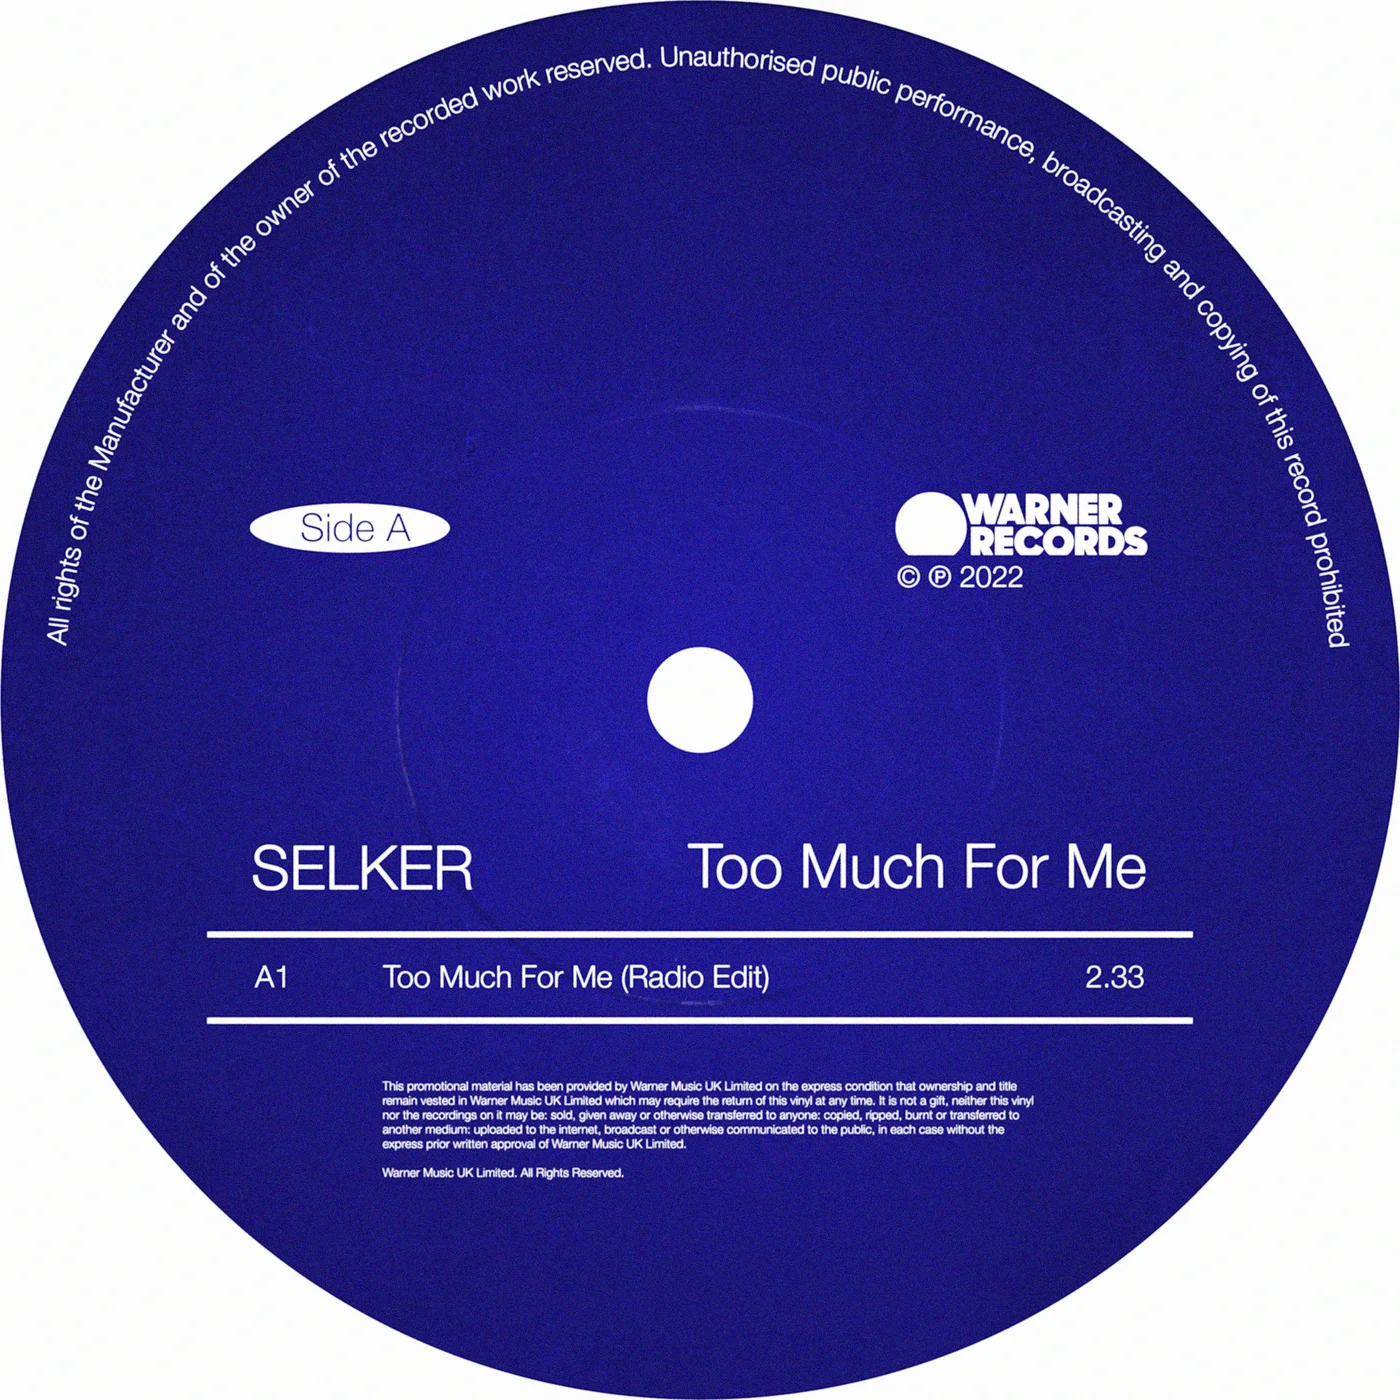 All rights of the Manufacturer and of the owner of the recorded work reserved. Unauthorised public performance, broadcasting and copying of this record prohibited
Side A
WARNER
RECORDS
© ℗ 2022
SELKER
Too Much For Me
A1 Too Much For Me (Radio Edit) 2.33
This promotional material has been provided by Warner Music UK Limited on the express condition that ownership and title
remain vested in Warner Music UK Limited which may require the return of this vinyl at any time. It is not a gift, neither this vinyl
nor the recordings on it may be: sold, given away or otherwise transferred to anyone: copied, ripped, burnt or transferred to
another medium: uploaded to the internet, broadcast or otherwise communicated to the public, in each case without the
express prior written approval of Warner Music UK Limited.
Warner Music UK Limited. All Rights Reserved.